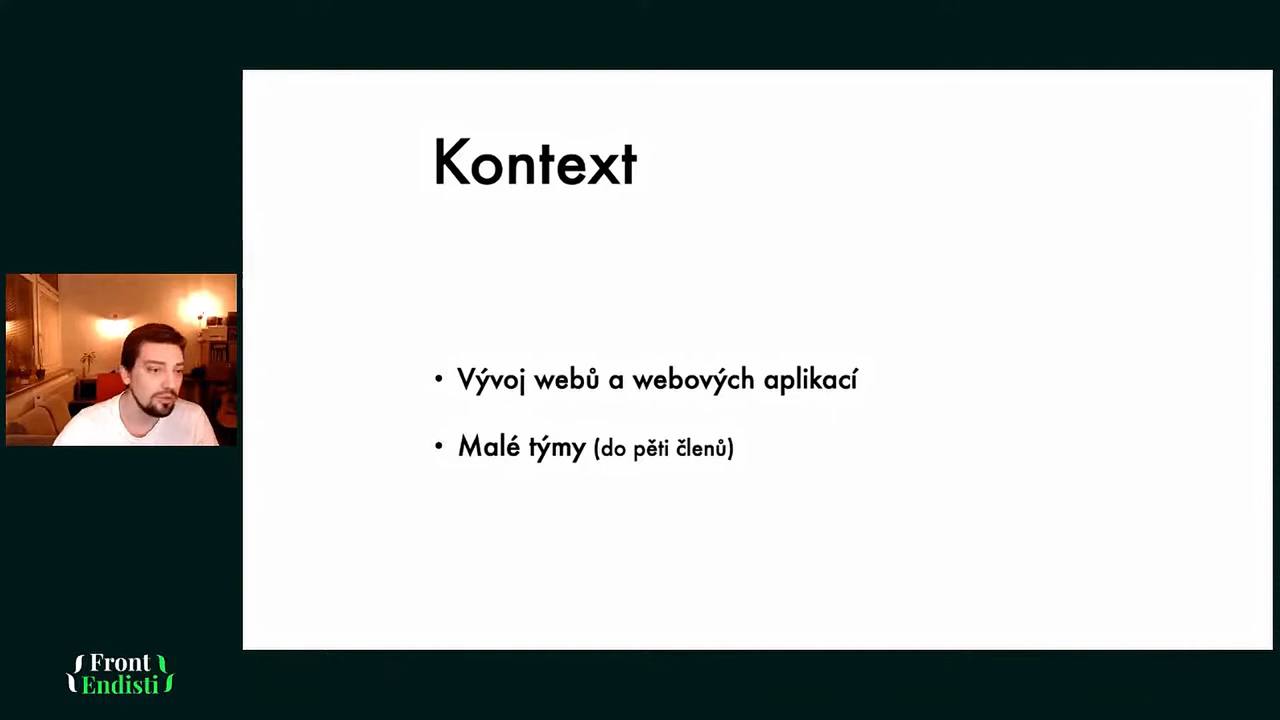 Kontext
• Vývoj webů a webových aplikací
• Malé týmy (do pěti členů)
{Front
Endisti}